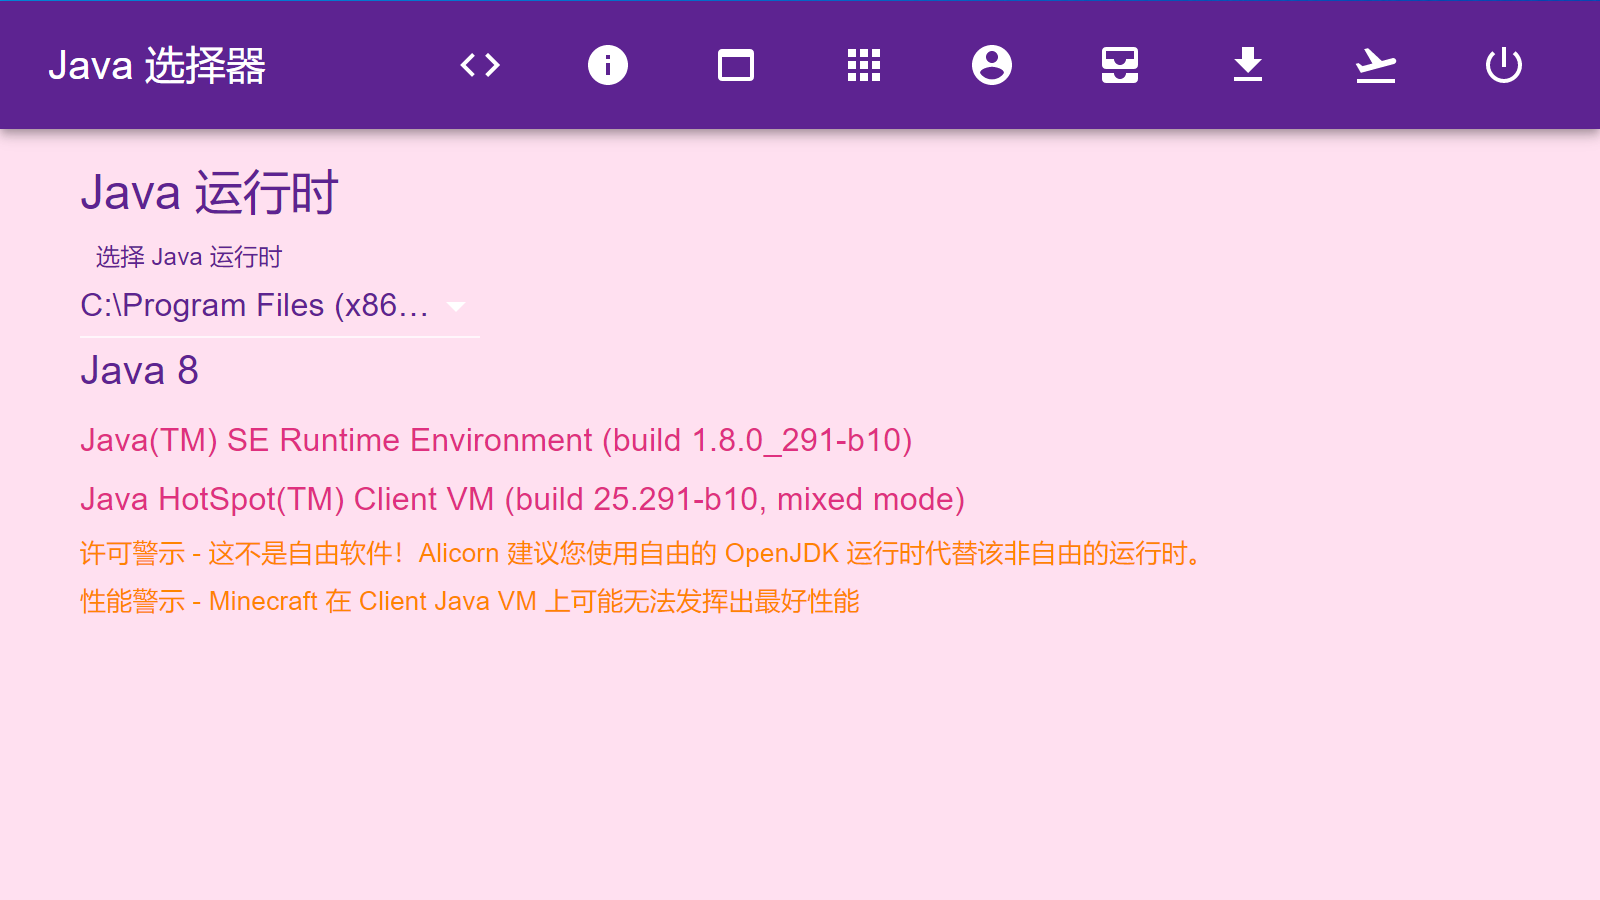 Java 选择器
Java 运行时
选择 Java 运行时
C:\Program Files (x86…
Java 8
Java(TM) SE Runtime Environment (build 1.8.0_291-b10)
Java HotSpot(TM) Client VM (build 25.291-b10, mixed mode)
许可警示 - 这不是自由软件！Alicorn 建议您使用自由的 OpenJDK 运行时代替该非自由的运行时。
性能警示 - Minecraft 在 Client Java VM 上可能无法发挥出最好性能